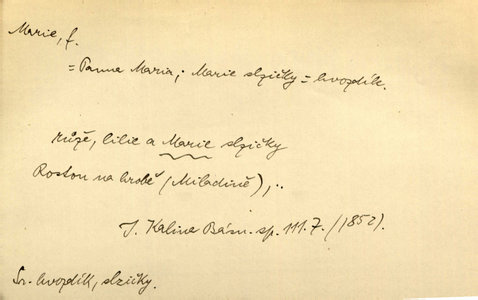 Marie, f.
= Panna Maria; Marie slzičky = hvozdík.
růže, lilie a Marie slzičky
Rostou na hrobě (Miladině), ..
J. Kalina Básn. sp. 111.7. (1852).
Sr. hvozdík, slzičky.